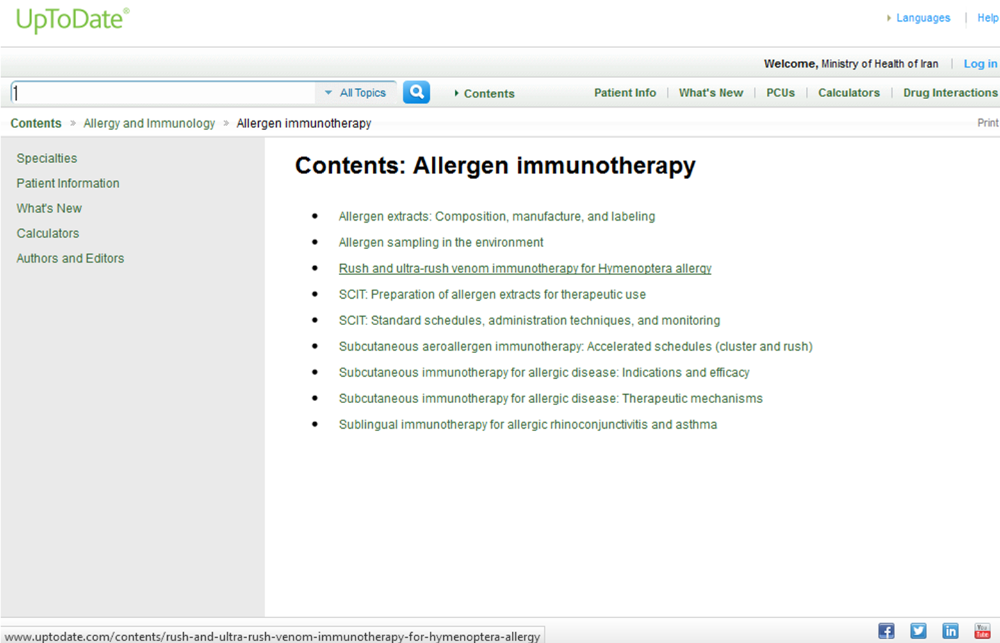 UpToDate®
Languages | Help
Welcome, Ministry of Health of Iran | Log in
All Topics Contents Patient Info | What's New | PCUs | Calculators | Drug Interactions
Contents » Allergy and Immunology » Allergen immunotherapy Print
Specialties
Patient Information
What's New
Calculators
Authors and Editors
Contents: Allergen immunotherapy
• Allergen extracts: Composition, manufacture, and labeling
• Allergen sampling in the environment
• Rush and ultra-rush venom immunotherapy for Hymenoptera allergy
• SCIT: Preparation of allergen extracts for therapeutic use
• SCIT: Standard schedules, administration techniques, and monitoring
• Subcutaneous aeroallergen immunotherapy: Accelerated schedules (cluster and rush)
• Subcutaneous immunotherapy for allergic disease: Indications and efficacy
• Subcutaneous immunotherapy for allergic disease: Therapeutic mechanisms
• Sublingual immunotherapy for allergic rhinoconjunctivitis and asthma
www.uptodate.com/contents/rush-and-ultra-rush-venom-immunotherapy-for-hymenoptera-allergy
f in You Tube